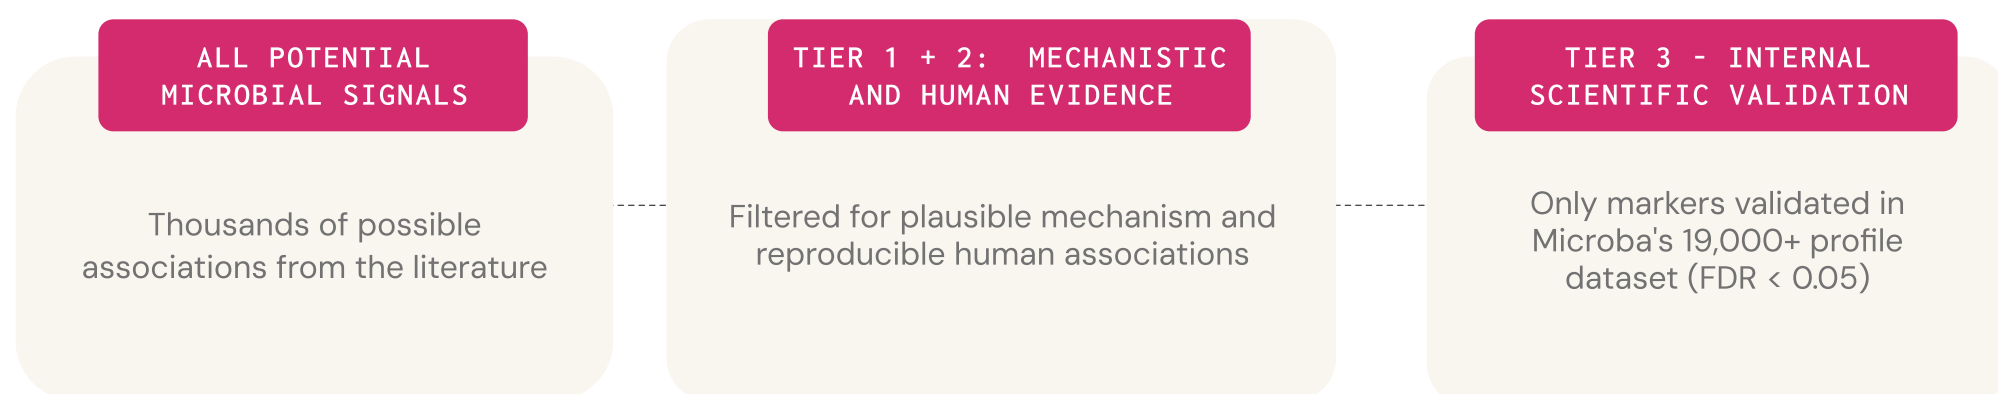 ALL POTENTIAL
MICROBIAL SIGNALS
Thousands of possible
associations from the literature
TIER 1 + 2: MECHANISTIC
AND HUMAN EVIDENCE
Filtered for plausible mechanism and
reproducible human associations
TIER 3 - INTERNAL
SCIENTIFIC VALIDATION
Only markers validated in
Microba's 19,000+ profile
dataset (FDR < 0.05)